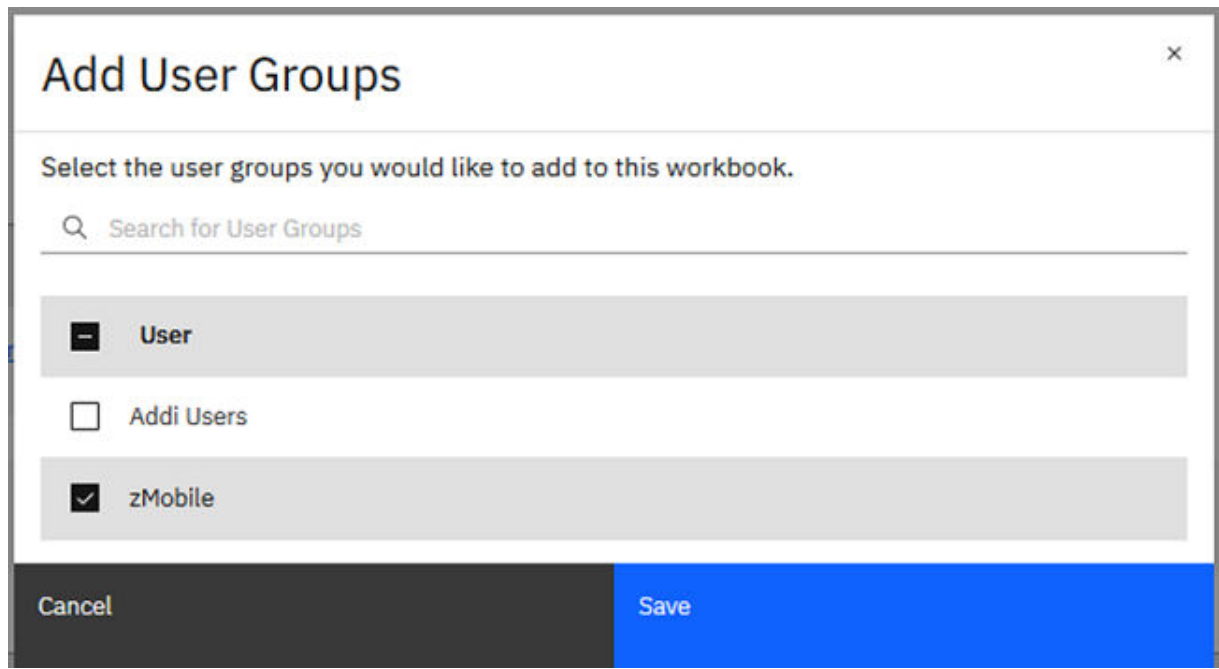 Add User Groups
Select the user groups you would like to add to this workbook.
Search for User Groups
User
Addi Users
zMobile
Cancel
Save